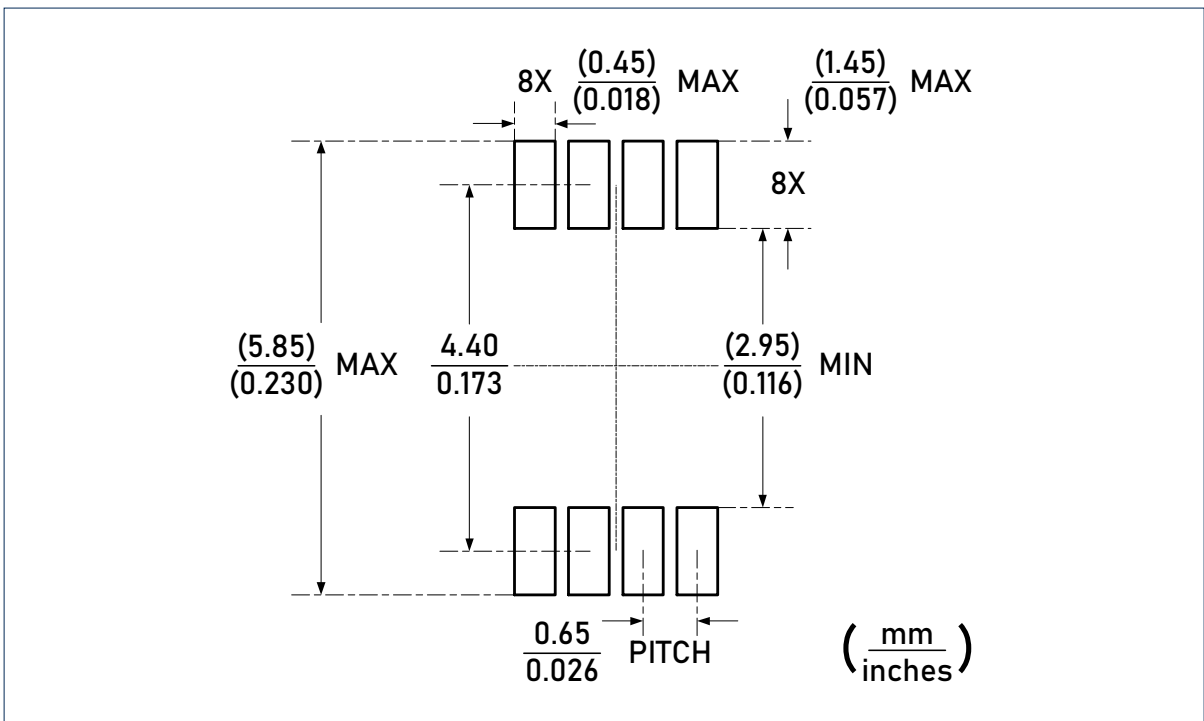 8X (0.45) MAX
(0.018)
(1.45) MAX
(0.057)
8X
(5.85) MAX
(0.230)
4.40
0.173
(2.95) MIN
(0.116)
0.65 PITCH
0.026
(mm
inches)